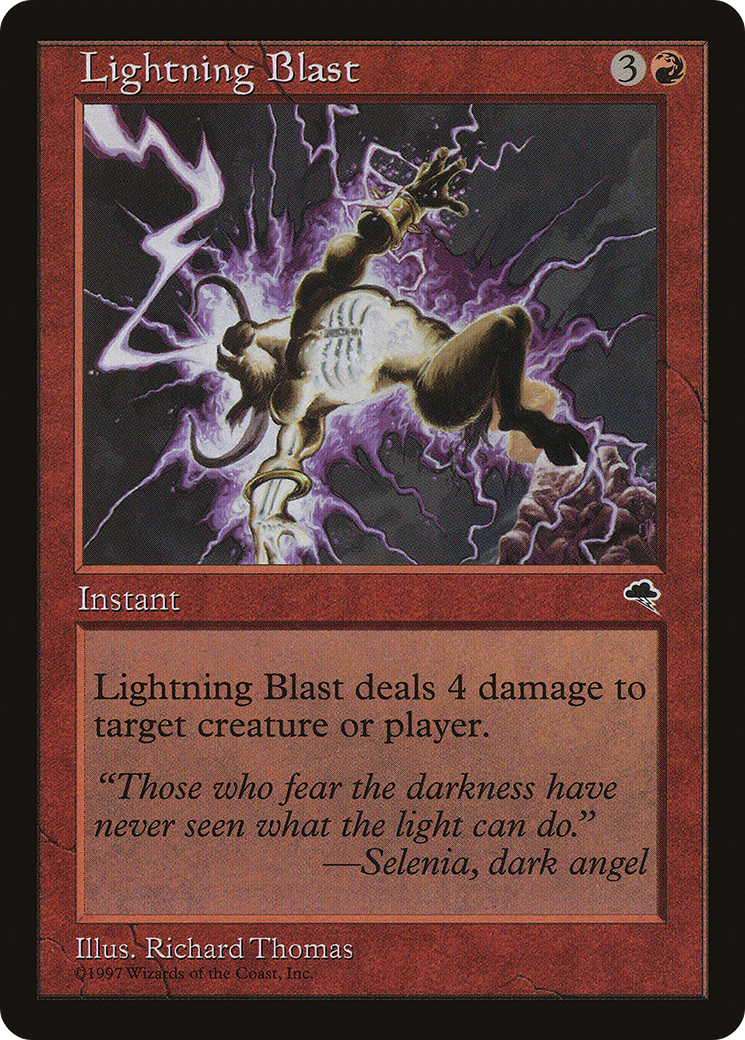 Lightning Blast 3
Instant
Lightning Blast deals 4 damage to
target creature or player.
“Those who fear the darkness have
never seen what the light can do.”
—Selenia, dark angel
Illus. Richard Thomas
©1997 Wizards of the Coast, Inc.